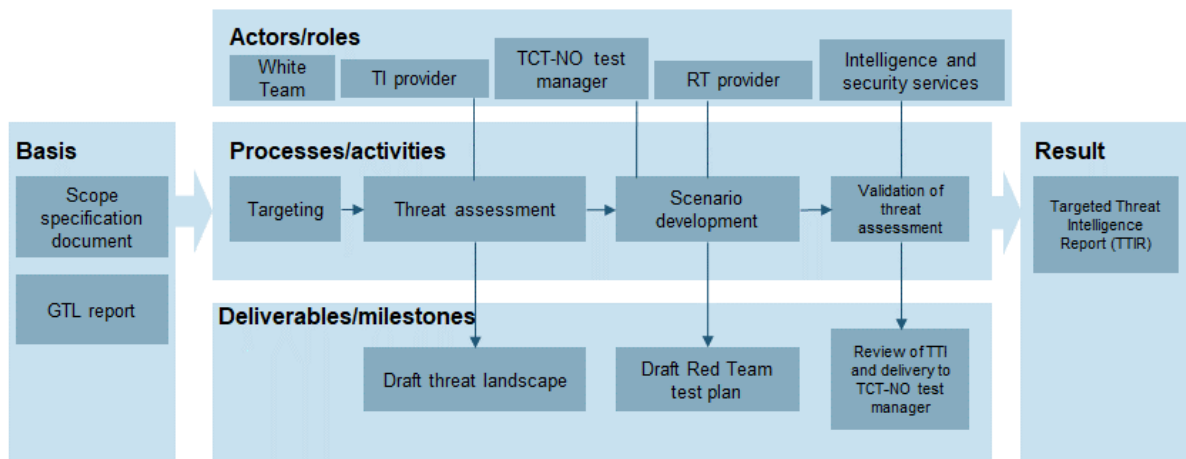 Actors/roles
White
Team
TI provider
TCT-NO test
manager
RT provider
Intelligence and
security services
Basis
Scope
specification
document
GTL report
Processes/activities
Targeting
Threat assessment
Scenario
development
Validation of
threat
assessment
Deliverables/milestones
Draft threat landscape
Draft Red Team
test plan
Review of TTI
and delivery to
TCT-NO test
manager
Result
Targeted Threat
Intelligence
Report (TTIR)